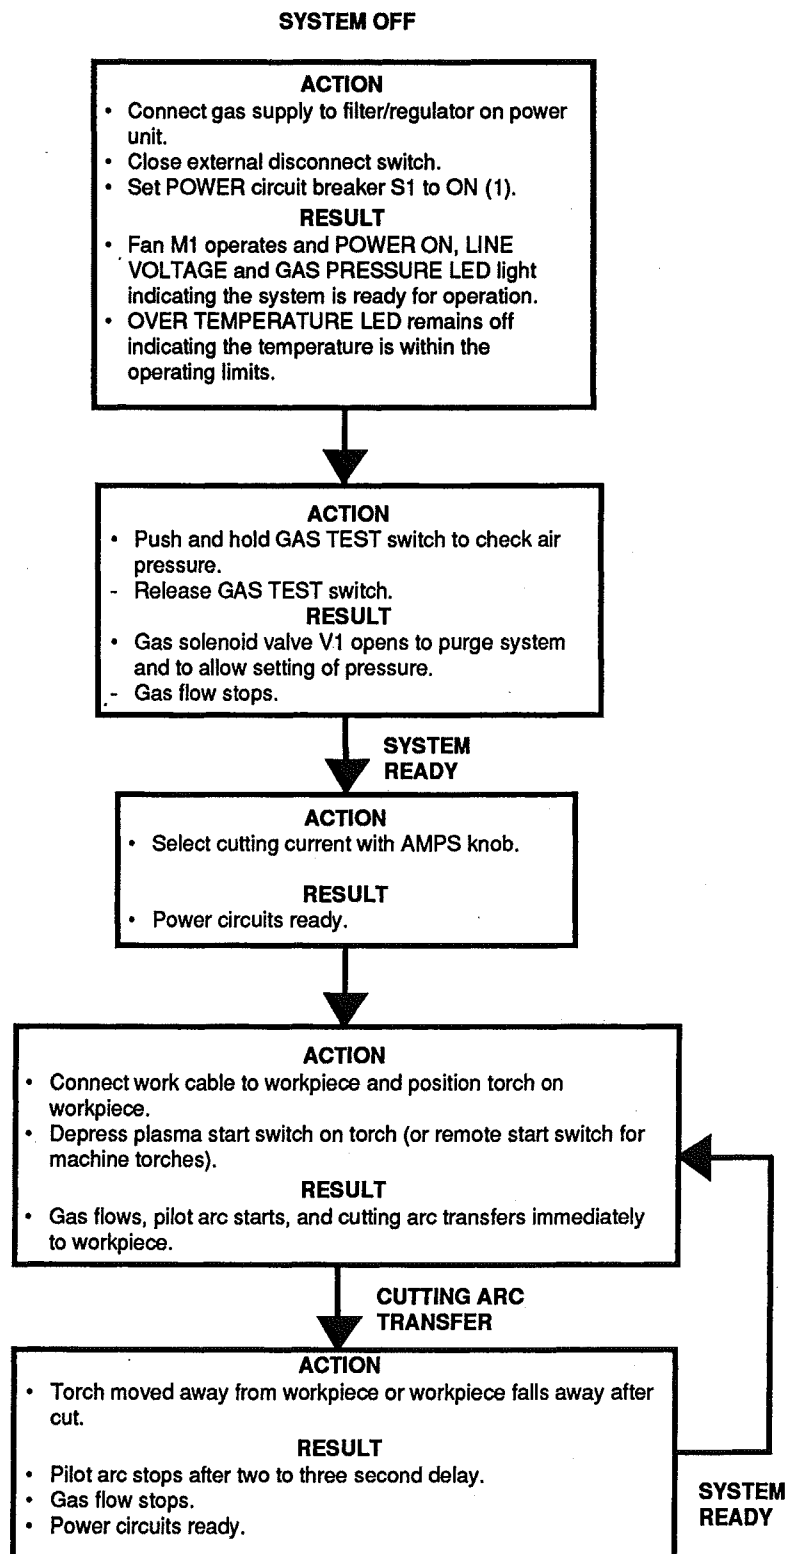 SYSTEM OFF
ACTION
• Connect gas supply to filter/regulator on power
unit.
• Close external disconnect switch.
• Set POWER circuit breaker S1 to ON (1).
RESULT
• Fan M1 operates and POWER ON, LINE
VOLTAGE and GAS PRESSURE LED light
indicating the system is ready for operation.
• OVER TEMPERATURE LED remains off
indicating the temperature is within the
operating limits.
ACTION
• Push and hold GAS TEST switch to check air
pressure.
- Release GAS TEST switch.
RESULT
• Gas solenoid valve V1 opens to purge system
and to allow setting of pressure.
- Gas flow stops.
SYSTEM
READY
ACTION
• Select cutting current with AMPS knob.
RESULT
• Power circuits ready.
ACTION
• Connect work cable to workpiece and position torch on
workpiece.
• Depress plasma start switch on torch (or remote start switch for
machine torches).
RESULT
• Gas flows, pilot arc starts, and cutting arc transfers immediately
to workpiece.
CUTTING ARC
TRANSFER
ACTION
• Torch moved away from workpiece or workpiece falls away after
cut.
RESULT
• Pilot arc stops after two to three second delay.
• Gas flow stops.
• Power circuits ready.
SYSTEM
READY